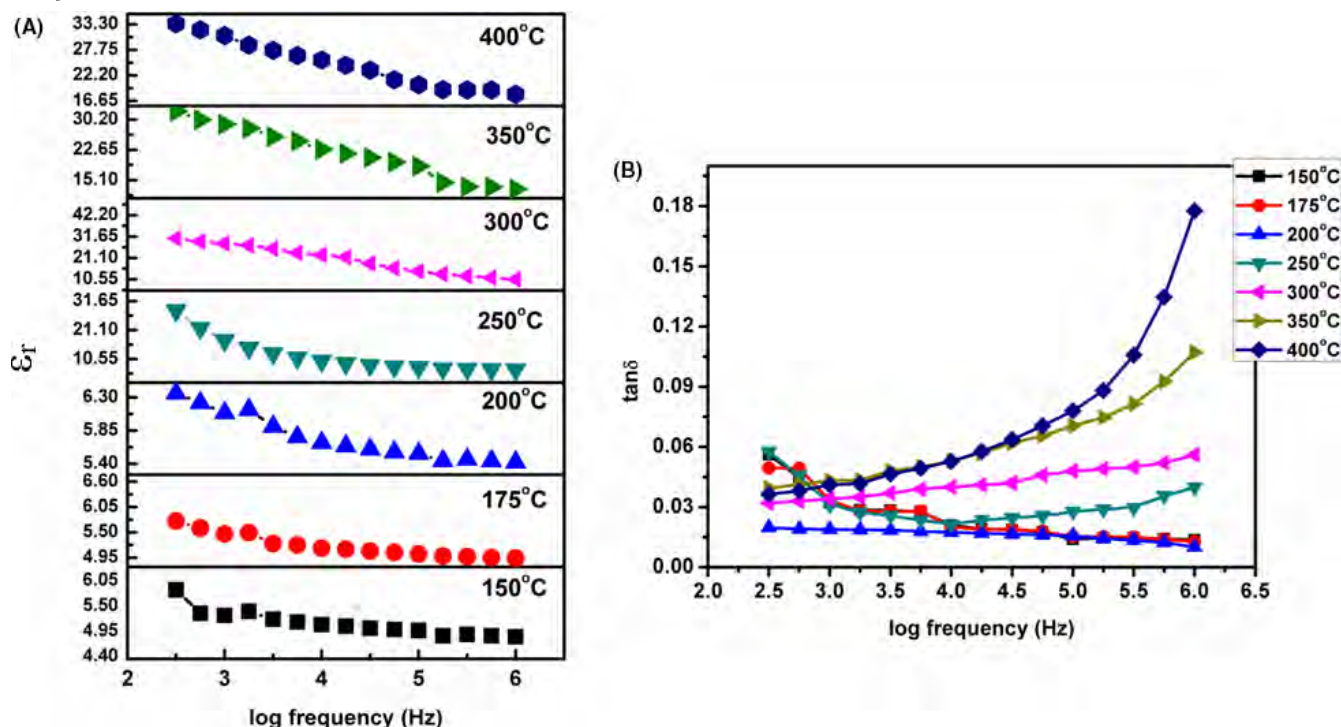 (A)
33.30
27.75
22.20
16.65
400°C
30.20
22.65
15.10
350°C
42.20
31.65
21.10
10.55
300°C
31.65
21.10
10.55
250°C
6.30
5.85
5.40
200°C
6.60
6.05
5.50
4.95
175°C
6.05
5.50
4.95
4.40
150°C
εr
2 3 4 5 6
log frequency (Hz)
(B)
0.18
0.15
0.12
0.09
0.06
0.03
0.00
tanδ
2.0 2.5 3.0 3.5 4.0 4.5 5.0 5.5 6.0 6.5
log frequency (Hz)
150°C
175°C
200°C
250°C
300°C
350°C
400°C